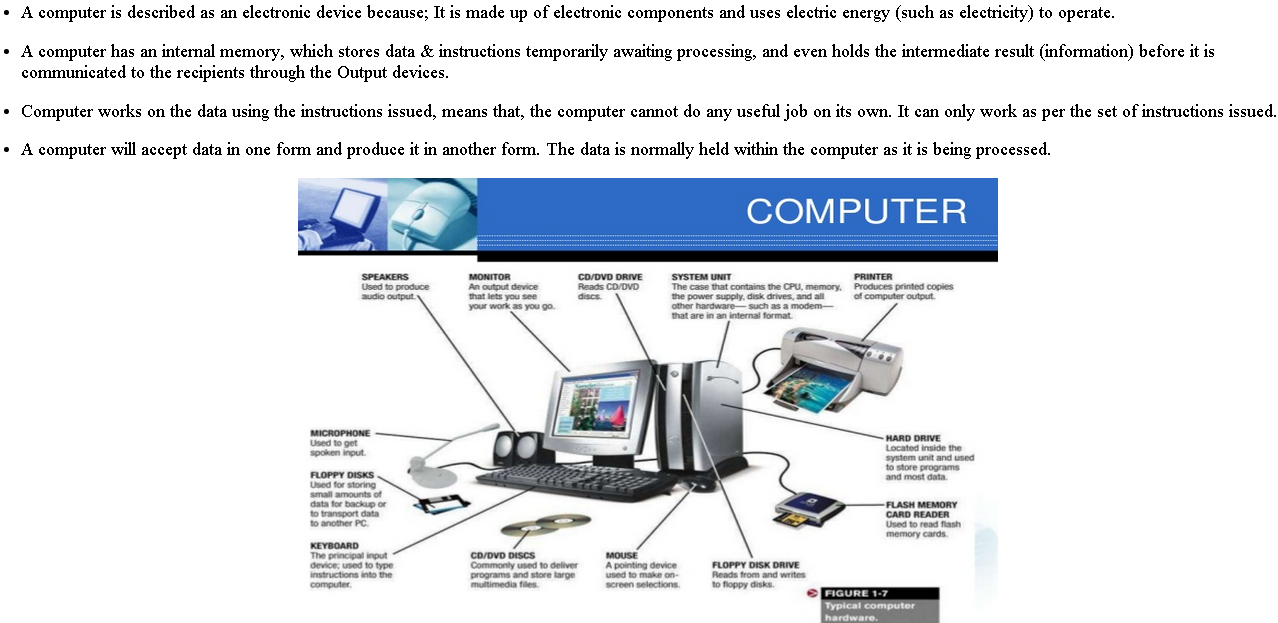 • A computer is described as an electronic device because; It is made up of electronic components and uses electric energy (such as electricity) to operate.
• A computer has an internal memory, which stores data & instructions temporarily awaiting processing, and even holds the intermediate result (information) before it is
communicated to the recipients through the Output devices.
• Computer works on the data using the instructions issued, means that, the computer cannot do any useful job on its own. It can only work as per the set of instructions issued.
• A computer will accept data in one form and produce it in another form. The data is normally held within the computer as it is being processed.
COMPUTER
SPEAKERS
Used to produce
audio output.
MONITOR
An output device
that lets you see
your work as you go.
CD/DVD DRIVE
Reads CD/DVD
discs.
SYSTEM UNIT
The case that contains the CPU, memory,
the power supply, disk drives, and all
other hardware— such as a modem—
that are in an internal format.
PRINTER
Produces printed copies
of computer output.
MICROPHONE
Used to get
spoken input.
FLOPPY DISKS
Used for storing
small amounts of
data for backup or
to transport data
to another PC.
KEYBOARD
The principal input
device; used to type
instructions into the
computer.
CD/DVD DISCS
Commonly used to deliver
programs and store large
multimedia files.
MOUSE
A pointing device
used to make on-
screen selections.
FLOPPY DISK DRIVE
Reads from and writes
to floppy disks.
HARD DRIVE
Located inside the
system unit and used
to store programs
and most data.
FLASH MEMORY
CARD READER
Used to read flash
memory cards.
FIGURE 1-7
Typical computer
hardware.